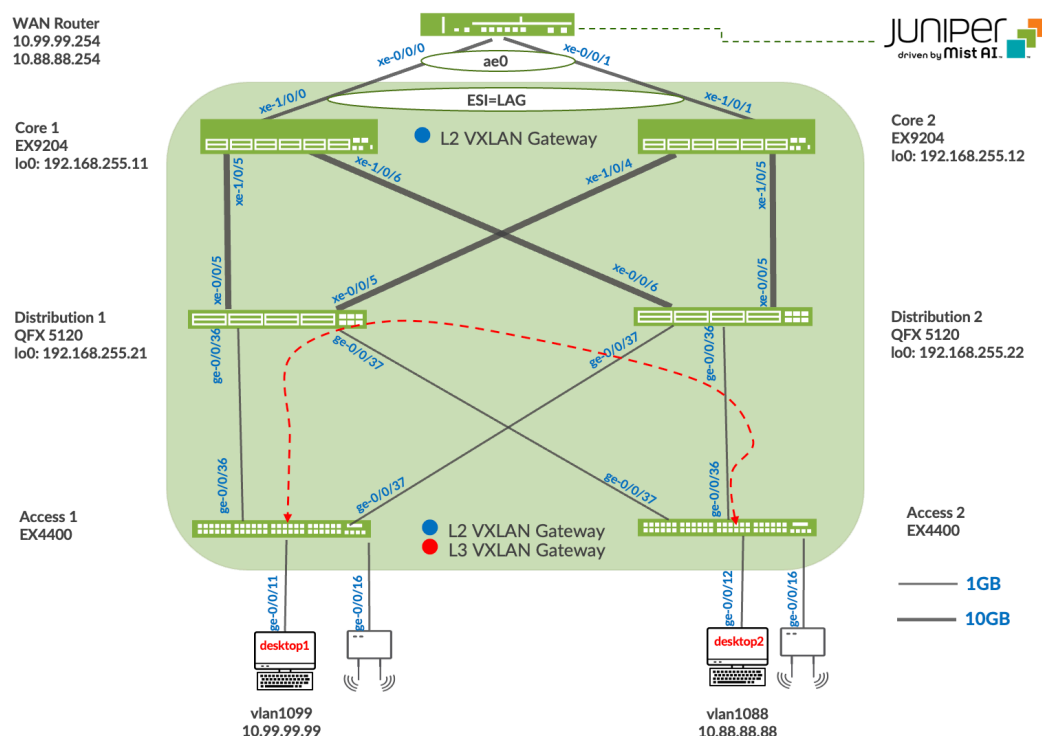 WAN Router
10.99.99.254
10.88.88.254
JUNIPer
driven by Mist AI
xe-0/0/0
xe-0/0/1
ae0
xe-1/0/0
ESI=LAG
xe-1/0/1
Core 1
EX9204
lo0: 192.168.255.11
L2 VXLAN Gateway
Core 2
EX9204
lo0: 192.168.255.12
xe-1/0/5
xe-1/0/6
xe-1/0/4
xe-1/0/5
xe-0/0/5
xe-0/0/5
xe-0/0/6
xe-0/0/5
Distribution 1
QFX 5120
lo0: 192.168.255.21
Distribution 2
QFX 5120
lo0: 192.168.255.22
ge-0/0/36
ge-0/0/37
ge-0/0/37
ge-0/0/36
ge-0/0/36
ge-0/0/37
ge-0/0/37
ge-0/0/36
Access 1
EX4400
L2 VXLAN Gateway
L3 VXLAN Gateway
Access 2
EX4400
ge-0/0/11
ge-0/0/16
ge-0/0/12
ge-0/0/16
1GB
10GB
desktop1
desktop2
vlan1099
10.99.99.99
vlan1088
10.88.88.88